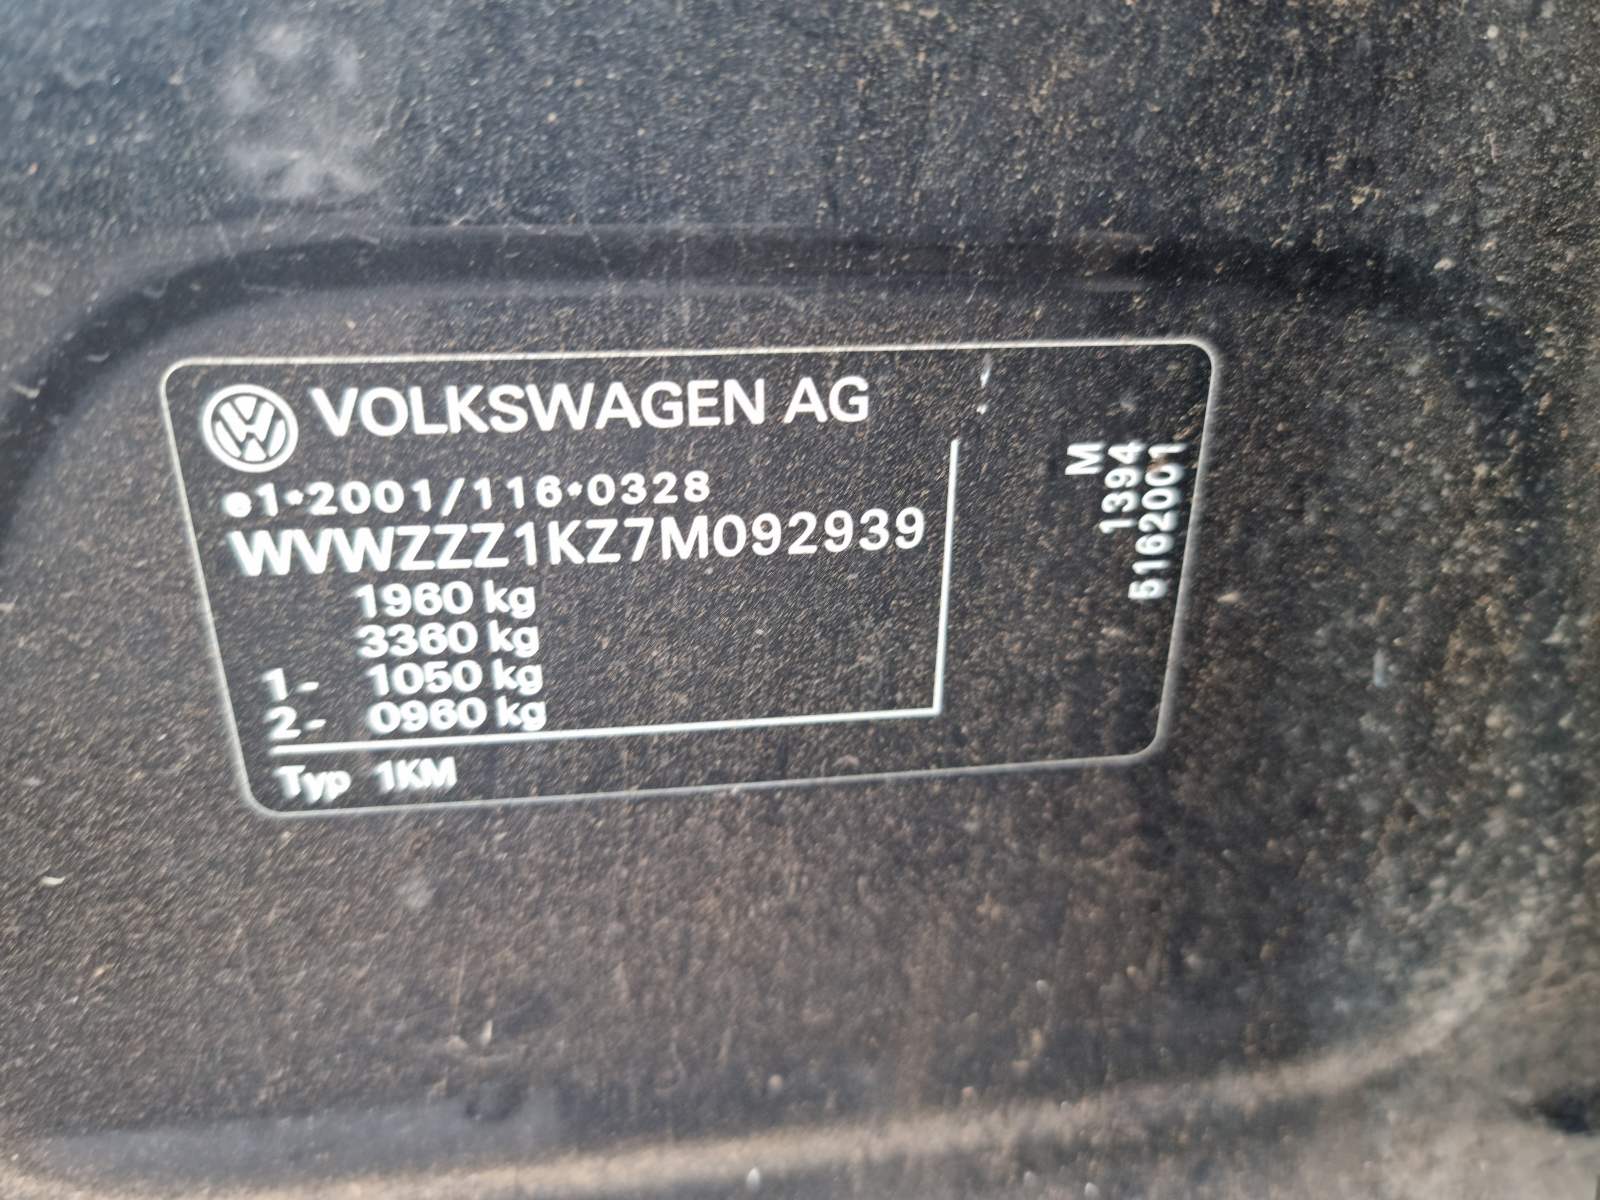 VOLKSWAGEN AG
e1*2001/116*0328
WVWZZZ1KZ7M092939
1960 kg
3360 kg
1- 1050 kg
2- 0960 kg
Typ 1KM
M
1394
5162001